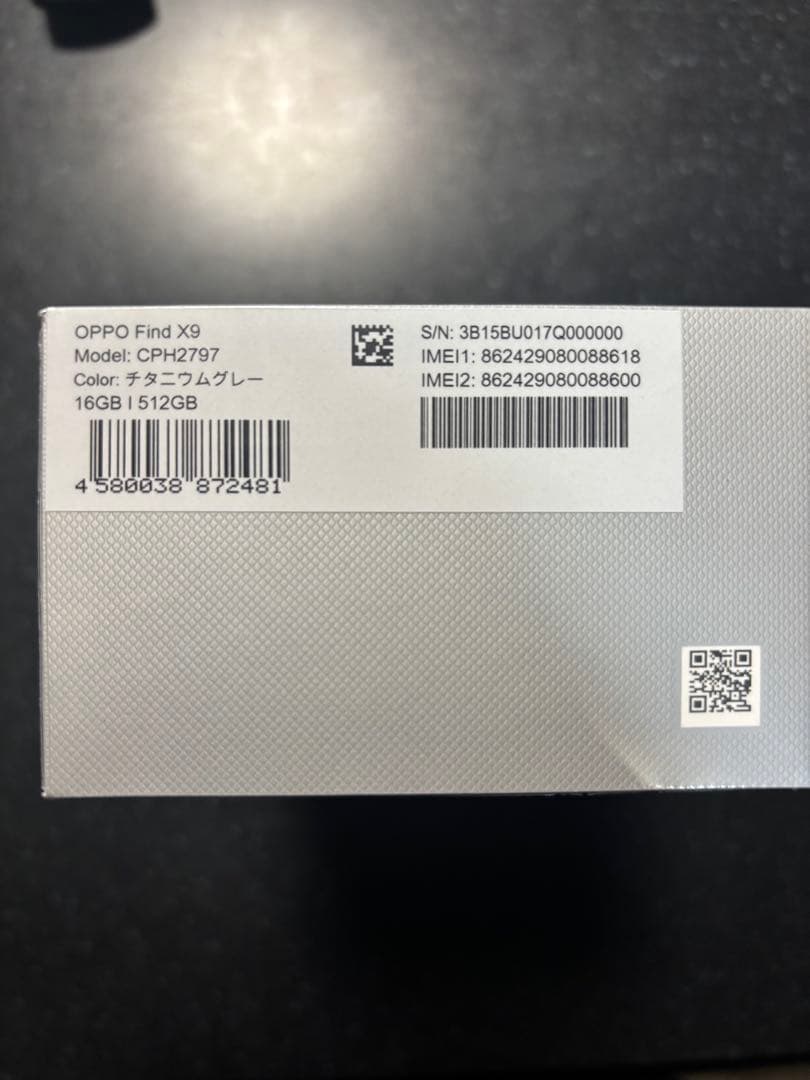 OPPO Find X9
Model: CPH2797
Color: チタニウムグレー
16GB I 512GB
4 580038 872481
S/N: 3B15BU017Q000000
IMEI1: 862429080088618
IMEI2: 862429080088600